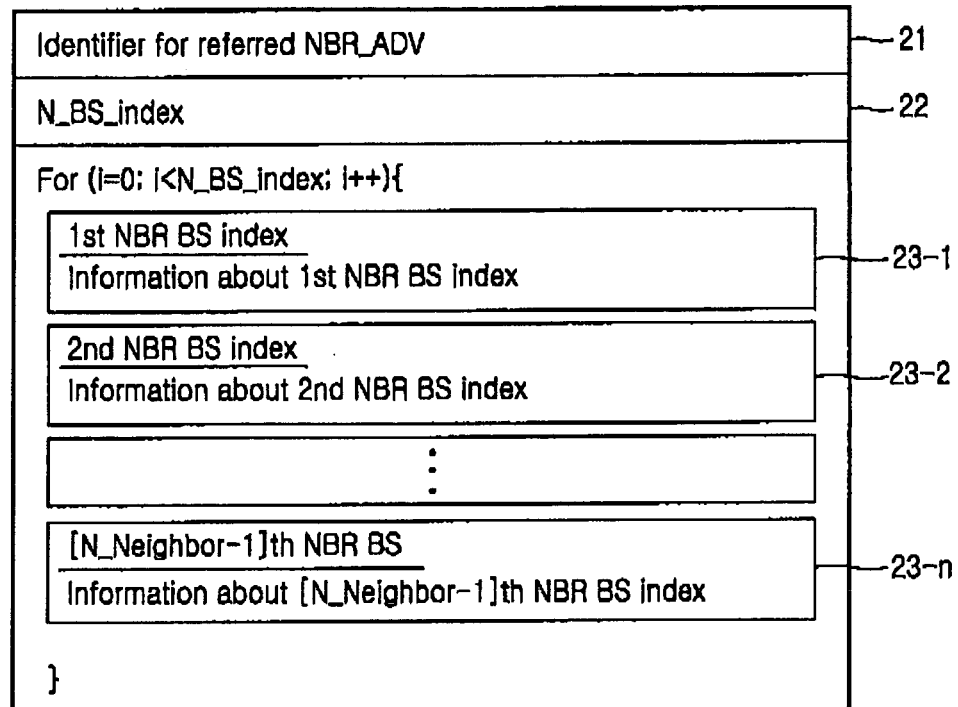 Identifier for referred NBR_ADV 21
N_BS_index 22
For (i=0; i<N_BS_index; i++){
1st NBR BS index
Information about 1st NBR BS index 23-1
2nd NBR BS index
Information about 2nd NBR BS index 23-2
[N_Neighbor-1]th NBR BS
Information about [N_Neighbor-1]th NBR BS index 23-n
}